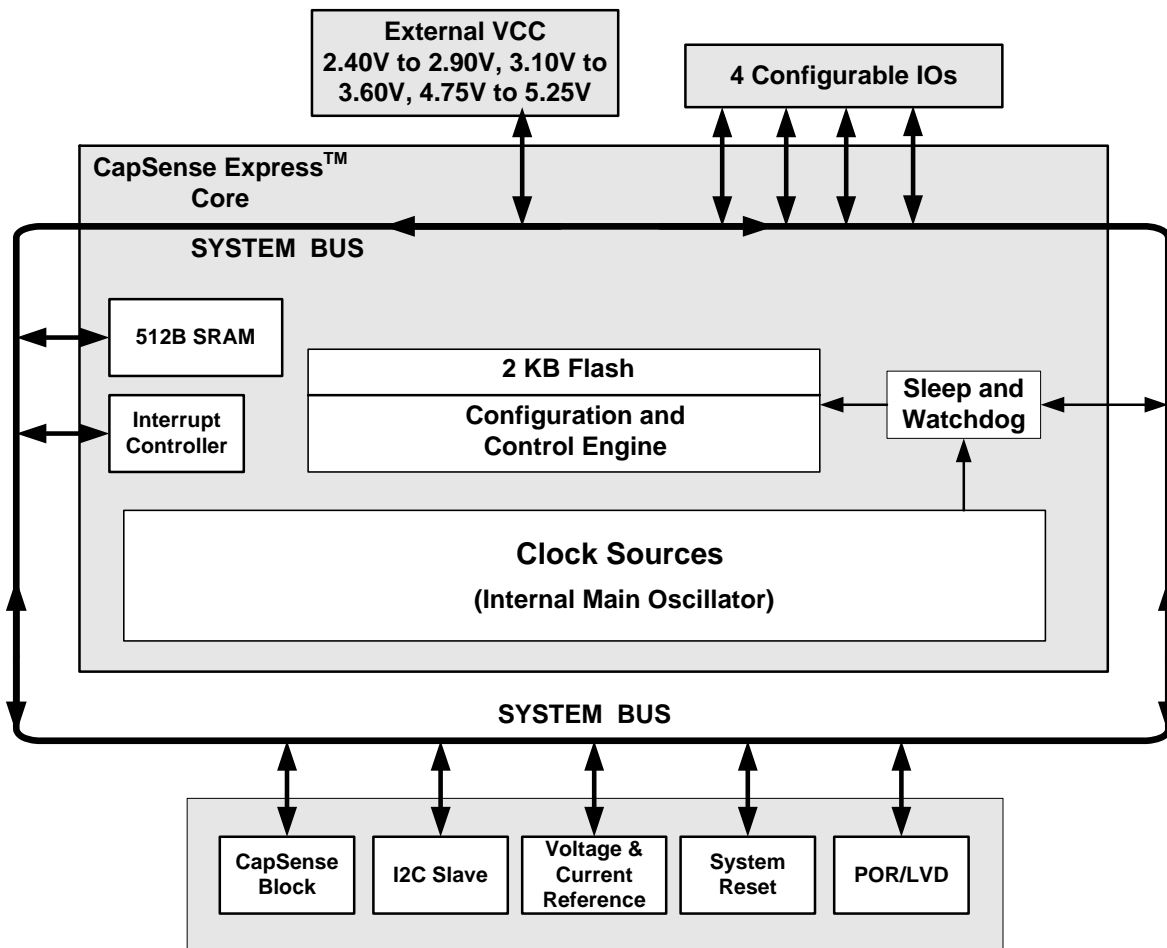 External VCC
2.40V to 2.90V, 3.10V to
3.60V, 4.75V to 5.25V
4 Configurable IOs
CapSense Express™
Core
SYSTEM BUS
512B SRAM
2 KB Flash
Sleep and
Watchdog
Interrupt
Controller
Configuration and
Control Engine
Clock Sources
(Internal Main Oscillator)
SYSTEM BUS
CapSense
Block
I2C Slave
Voltage &
Current
Reference
System
Reset
POR/LVD